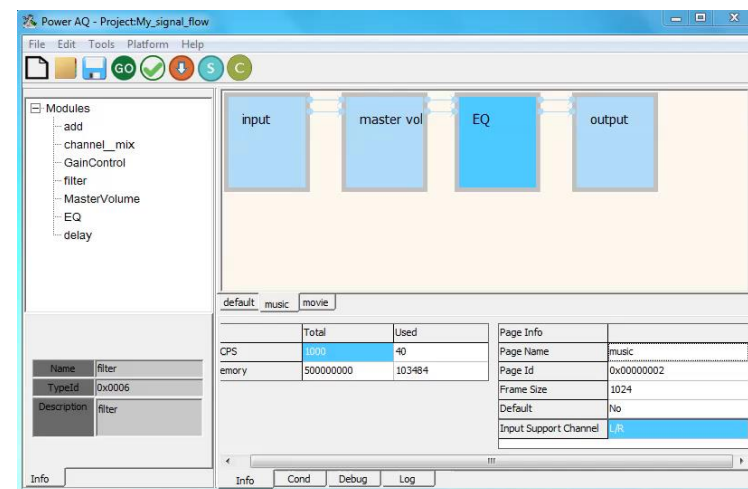 Power AQ - Project:My_signal_flow
File Edit Tools Platform Help
GO S C
Modules
add
channel__mix
GainControl
filter
MasterVolume
EQ
delay
input master vol EQ output
default music movie
Total Used
CPS 1000 40
emory 500000000 103484
Page Info
Page Name music
Page Id 0x00000002
Frame Size 1024
Default No
Input Support Channel L/R
Name filter
TypeId 0x0006
Description filter
Info
Info Cond Debug Log